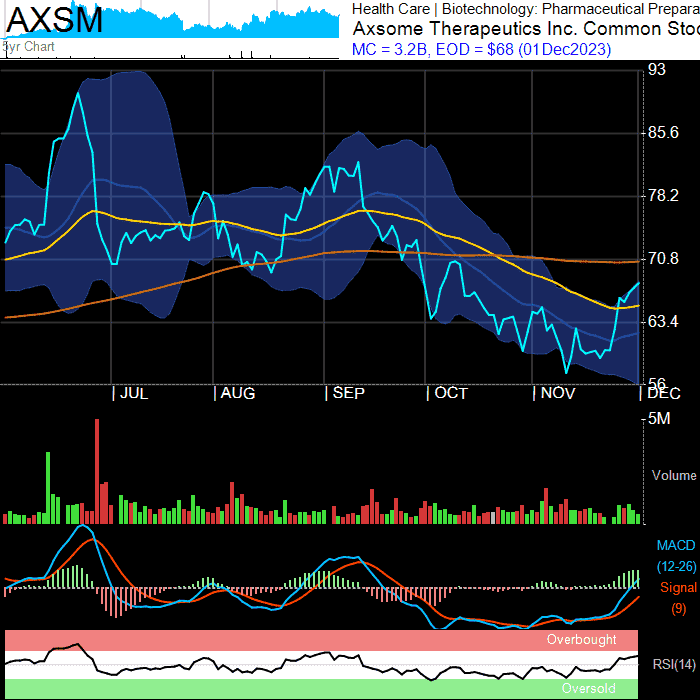 AXSM
5yr Chart
Health Care | Biotechnology: Pharmaceutical Prepara
Axsome Therapeutics Inc. Common Stoc
MC = 3.2B, EOD = $68 (01Dec2023)
93
85.6
78.2
70.8
63.4
56
JUL
AUG
SEP
OCT
NOV
DEC
5M
Volume
MACD
(12-26)
Signal
(9)
Overbought
RSI(14)
Oversold